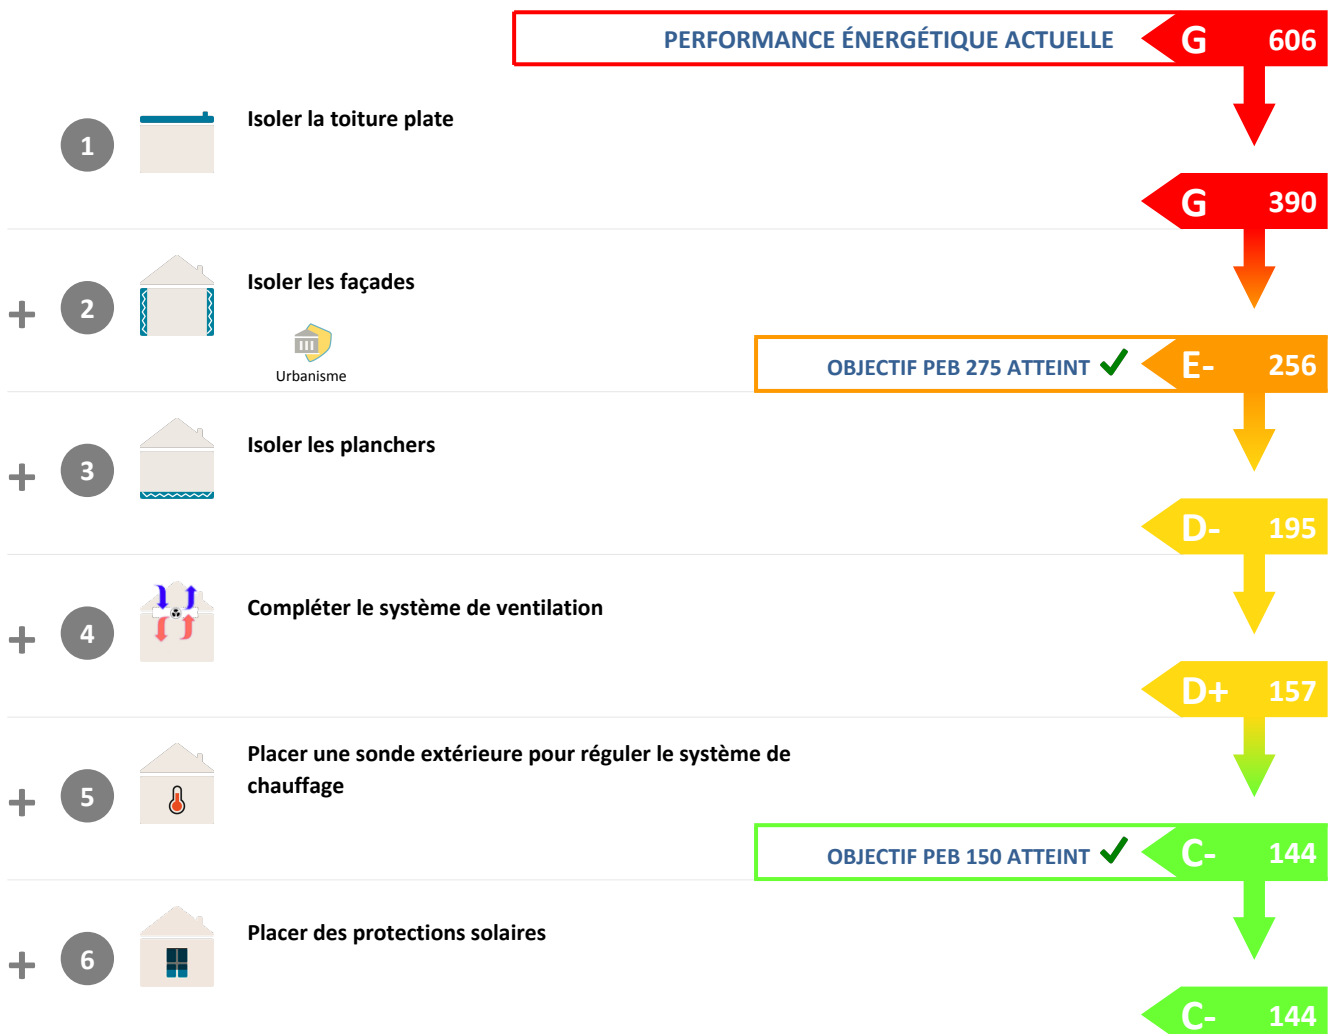 PERFORMANCE ÉNERGÉTIQUE ACTUELLE G 606
1 Isoler la toiture plate
G 390
+ 2 Isoler les façades
Urbanisme
OBJECTIF PEB 275 ATTEINT E- 256
+ 3 Isoler les planchers
D- 195
+ 4 Compléter le système de ventilation
D+ 157
+ 5 Placer une sonde extérieure pour réguler le système de
chauffage
OBJECTIF PEB 150 ATTEINT C- 144
+ 6 Placer des protections solaires
C- 144